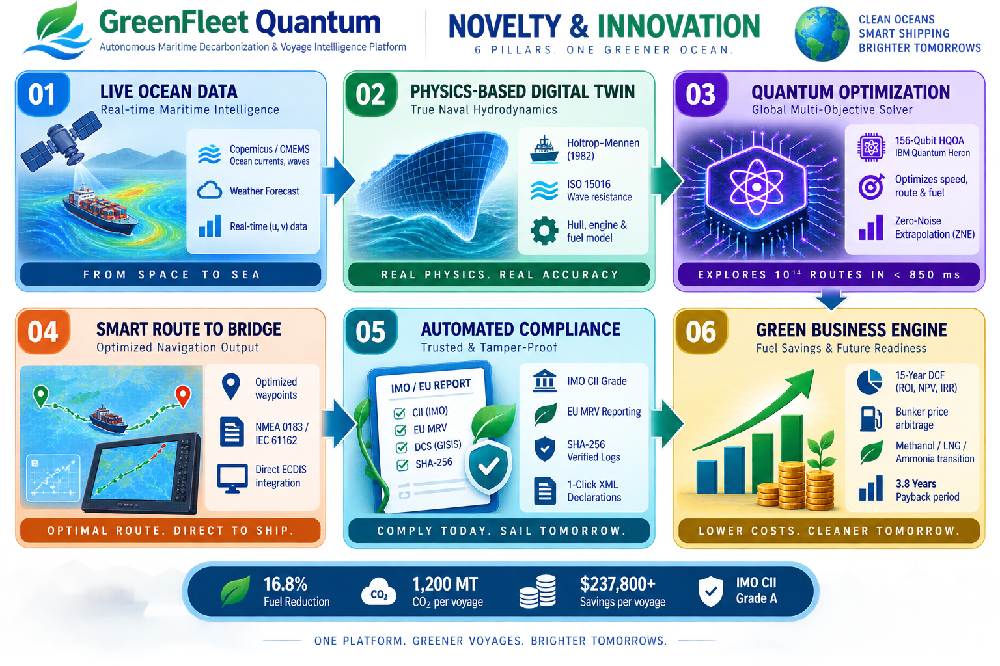 GreenFleet Quantum
Autonomous Maritime Decarbonization & Voyage Intelligence Platform
NOVELTY & INNOVATION
6 PILLARS. ONE GREENER OCEAN.
CLEAN OCEANS
SMART SHIPPING
BRIGHTER TOMORROWS
01
LIVE OCEAN DATA
Real-time Maritime Intelligence
Copernicus / CMEMS
Ocean currents, waves
Weather Forecast
Real-time (u, v) data
FROM SPACE TO SEA
02
PHYSICS-BASED DIGITAL TWIN
True Naval Hydrodynamics
Holtrop-Mennen
(1982)
ISO 15016
Wave resistance
Hull, engine &
fuel model
REAL PHYSICS. REAL ACCURACY
03
QUANTUM OPTIMIZATION
Global Multi-Objective Solver
156-Qubit HQOA
IBM Quantum Heron
Optimizes speed,
route & fuel
Zero-Noise
Extrapolation (ZNE)
EXPLORES 10¹⁴ ROUTES IN < 850 ms
04
SMART ROUTE TO BRIDGE
Optimized Navigation Output
Optimized
waypoints
NMEA 0183 /
IEC 61162
Direct ECDIS
integration
OPTIMAL ROUTE. DIRECT TO SHIP.
05
AUTOMATED COMPLIANCE
Trusted & Tamper-Proof
IMO / EU REPORT
CII (IMO)
EU MRV
DCS (GISIS)
SHA-256
IMO CII Grade
EU MRV Reporting
SHA-256
Verified Logs
1-Click XML
Declarations
COMPLY TODAY. SAIL TOMORROW.
06
GREEN BUSINESS ENGINE
Fuel Savings & Future Readiness
15-Year DCF
(ROI, NPV, IRR)
Bunker price
arbitrage
Methanol / LNG /
Ammonia transition
3.8 Years
Payback period
LOWER COSTS. CLEANER TOMORROW.
16.8%
Fuel Reduction
CO₂
1,200 MT
CO₂ per voyage
$237,800+
Savings per voyage
IMO CII
Grade A
ONE PLATFORM. GREENER VOYAGES. BRIGHTER TOMORROWS.